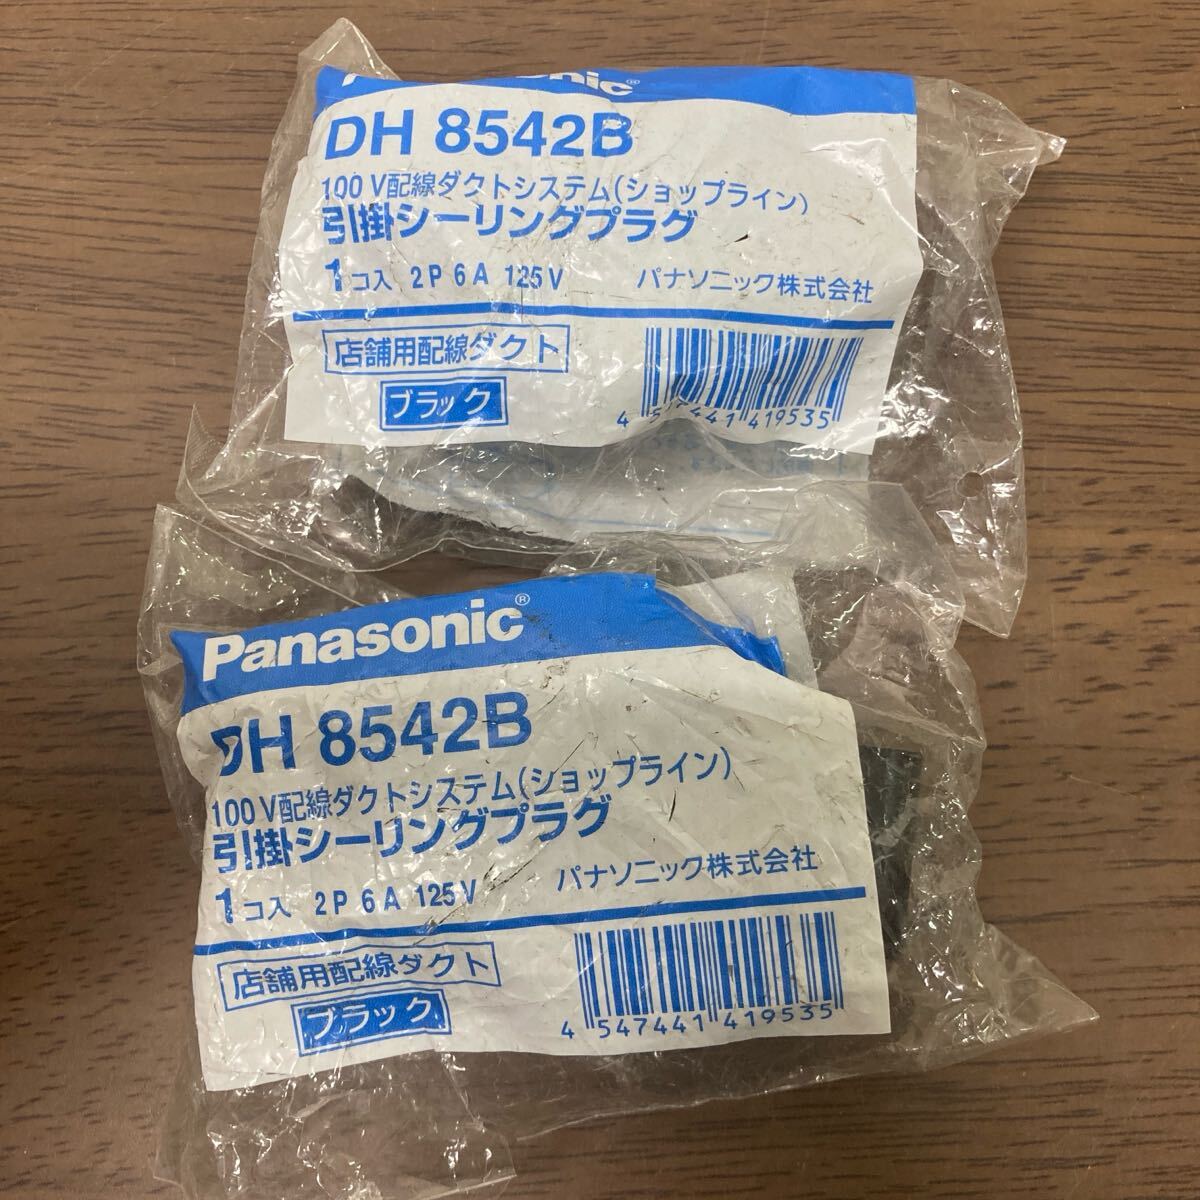 Panasonic®
DH 8542B
100V配線ダクトシステム(ショップライン)
引掛シーリングプラグ
1コ入 2P 6A 125V パナソニック株式会社
店舗用配線ダクト
ブラック
4 547441 419535
Panasonic®
DH 8542B
100V配線ダクトシステム(ショップライン)
引掛シーリングプラグ
1コ入 2P 6A 125V パナソニック株式会社
店舗用配線ダクト
ブラック
4 547441 419535